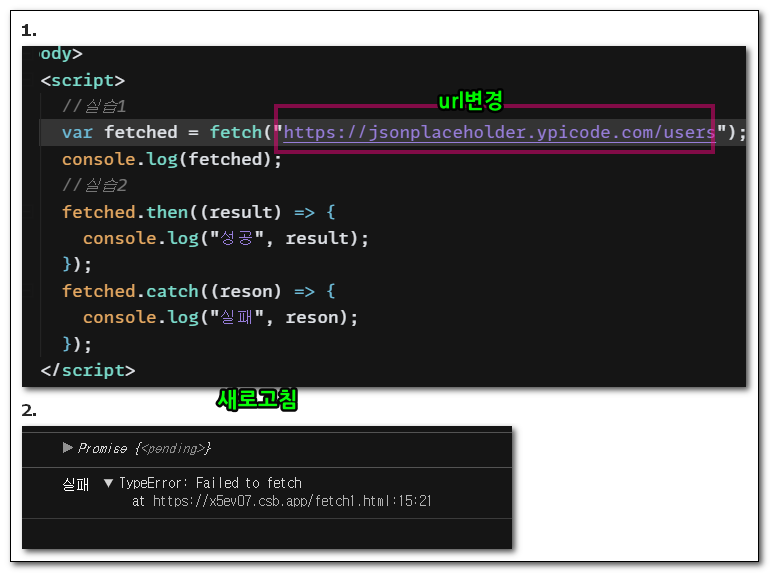 1.
ody>
<script>
//실습1
url변경
var fetched = fetch("https://jsonplaceholder.ypicode.com/users");
console.log(fetched);
//실습2
fetched.then((result) => {
console.log("성공", result);
});
fetched.catch((reson) => {
console.log("실패", reson);
});
</script>
새로고침
2.
▶ Promise {<pending>}
실패 ▼ TypeError: Failed to fetch
at https://x5ev07.csb.app/fetch1.html:15:21